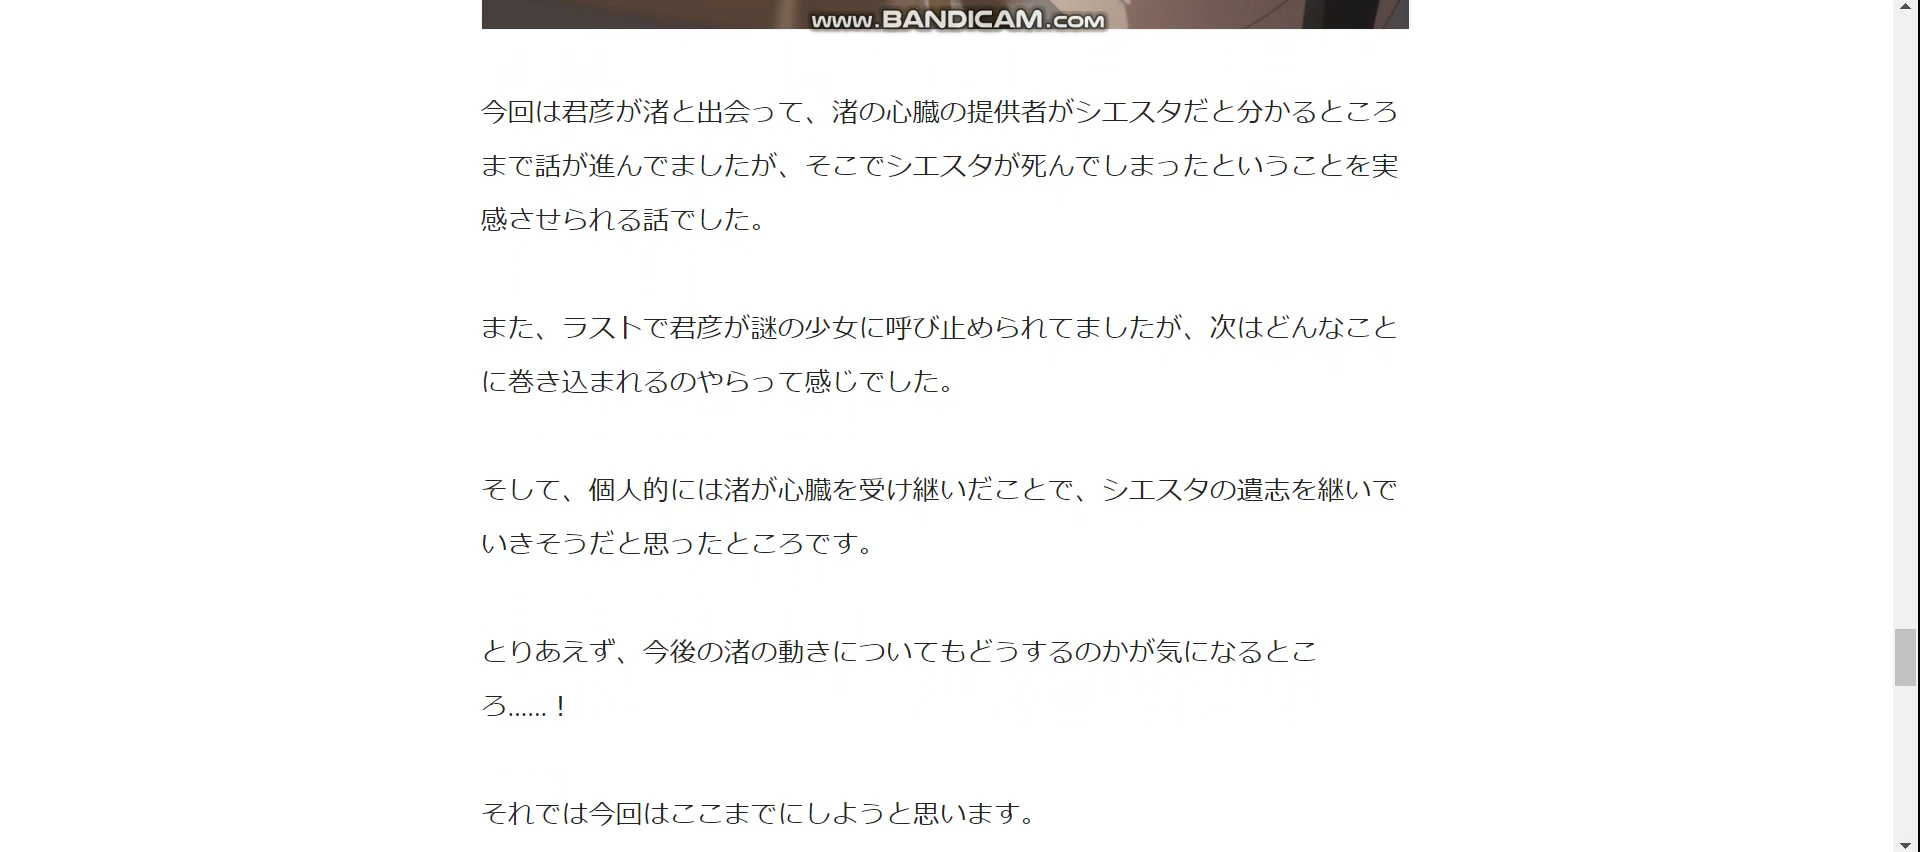 www.BANDICAM.com
今回は君彦が渚と出会って、渚の心臓の提供者がシエスタだと分かるところ
まで話が進んでましたが、そこでシエスタが死んでしまったということを実
感させられる話でした。
また、ラストで君彦が謎の少女に呼び止められてましたが、次はどんなこと
に巻き込まれるのやらって感じでした。
そして、個人的には渚が心臓を受け継いだことで、シエスタの遺志を継いで
いきそうだと思ったところです。
とりあえず、今後の渚の動きについてもどうするのかが気になるとこ
ろ......！
それでは今回はここまでにしようと思います。